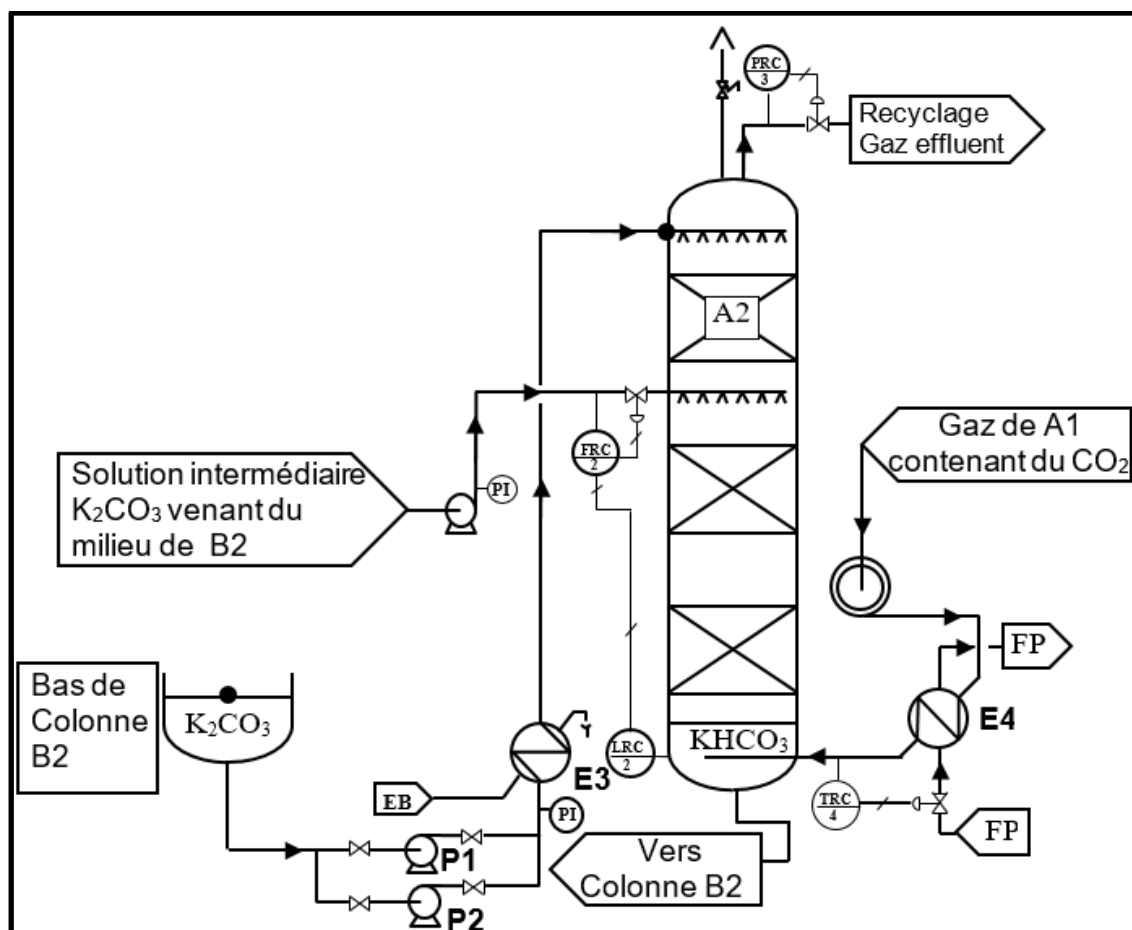 PRC
3
Recyclage
Gaz effluent
A2
Gaz de A1
contenant du CO₂
FRC
2
Solution intermédiaire
K₂CO₃ venant du
milieu de B2
PI
FP
Bas de
Colonne
B2
K₂CO₃
E4
KHCO₃
LRC
2
E3
EB
TRC
4
PI
FP
P1
Vers
Colonne B2
P2